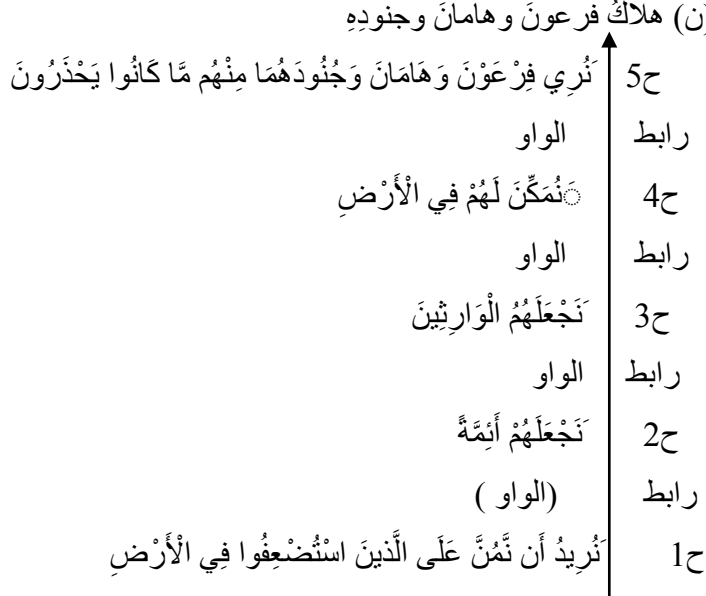 (ن) هلاكُ فرعونَ وهامانَ وجنودِهِ
ح5 َنُرِي فِرْعَوْنَ وَهَامَانَ وَجُنُودَهُمَا مِنْهُم مَّا كَانُوا يَحْذَرُونَ
رابط الواو
ح4 َنُمَكِّنَ لَهُمْ فِي الْأَرْضِ
رابط الواو
ح3 َنَجْعَلَهُمُ الْوَارِثِينَ
رابط الواو
ح2 َنَجْعَلَهُمْ أَئِمَّةً
رابط (الواو )
ح1 َنُرِيدُ أَن نَّمُنَّ عَلَى الَّذِينَ اسْتُضْعِفُوا فِي الْأَرْضِ